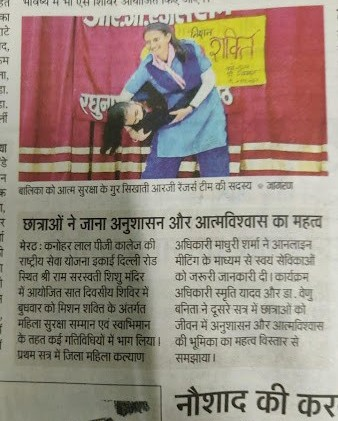 भविष्य में भी ऐसे शिविर आयोजित किए जाएं।
मिशन
शक्ति
बालिका को आत्म सुरक्षा के गुर सिखाती आरजी रेंजर्स टीम की सदस्य ● जागरण
छात्राओं ने जाना अनुशासन और आत्मविश्वास का महत्व
मेरठ: कनोहर लाल पीजी कालेज की
राष्ट्रीय सेवा योजना इकाई दिल्ली रोड
स्थित श्री राम सरस्वती शिशु मंदिर
में आयोजित सात दिवसीय शिविर में
बुधवार को मिशन शक्ति के अंतर्गत
महिला सुरक्षा सम्मान एवं स्वाभिमान
के तहत कई गतिविधियों में भाग लिया।
प्रथम सत्र में जिला महिला कल्याण
अधिकारी माधुरी शर्मा ने आनलाइन
मीटिंग के माध्यम से स्वयं सेविकाओं
को जरूरी जानकारी दी। कार्यक्रम
अधिकारी स्मृति यादव और डा. वेणु
बनिता ने दूसरे सत्र में छात्राओं को
जीवन में अनुशासन और आत्मविश्वास
की भूमिका का महत्व विस्तार से
समझाया।
नौशाद की कर